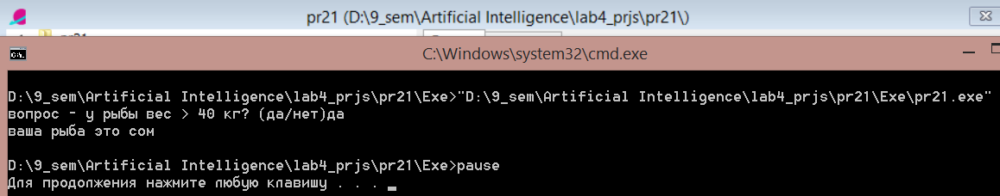 pr21 (D:\9_sem\Artificial Intelligence\lab4_prjs\pr21\)
C:\Windows\system32\cmd.exe
D:\9_sem\Artificial Intelligence\lab4_prjs\pr21\Exe>"D:\9_sem\Artificial Intelligence\lab4_prjs\pr21\Exe\pr21.exe"
вопрос - у рыбы вес > 40 кг? (да/нет)да
ваша рыба это сом
D:\9_sem\Artificial Intelligence\lab4_prjs\pr21\Exe>pause
Для продолжения нажмите любую клавишу . . .